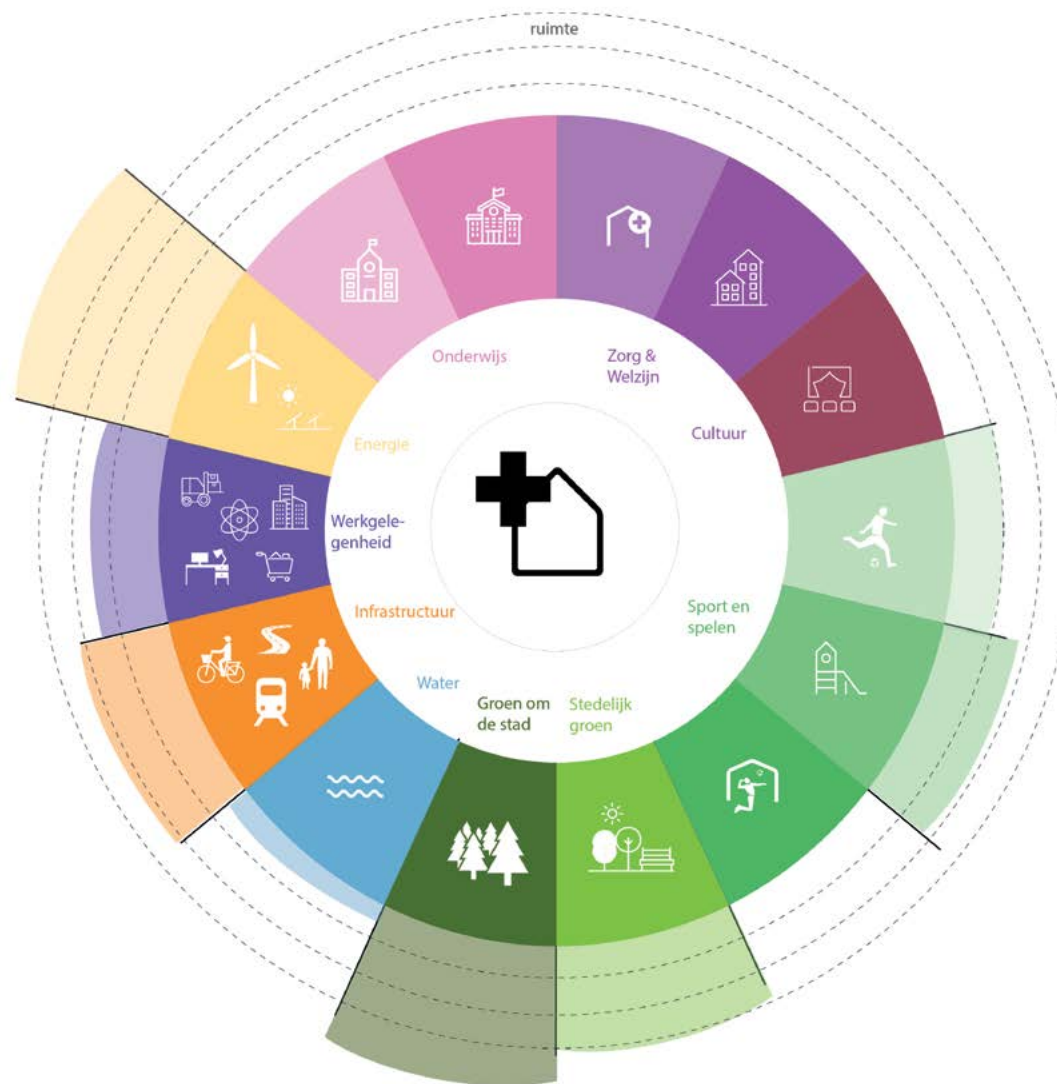 ruimte
Onderwijs
Zorg &
Welzijn
Energie
Cultuur
Werkgele-
genheid
Infrastructuur
Sport en
spelen
Water
Groen om
de stad
Stedelijk
groen